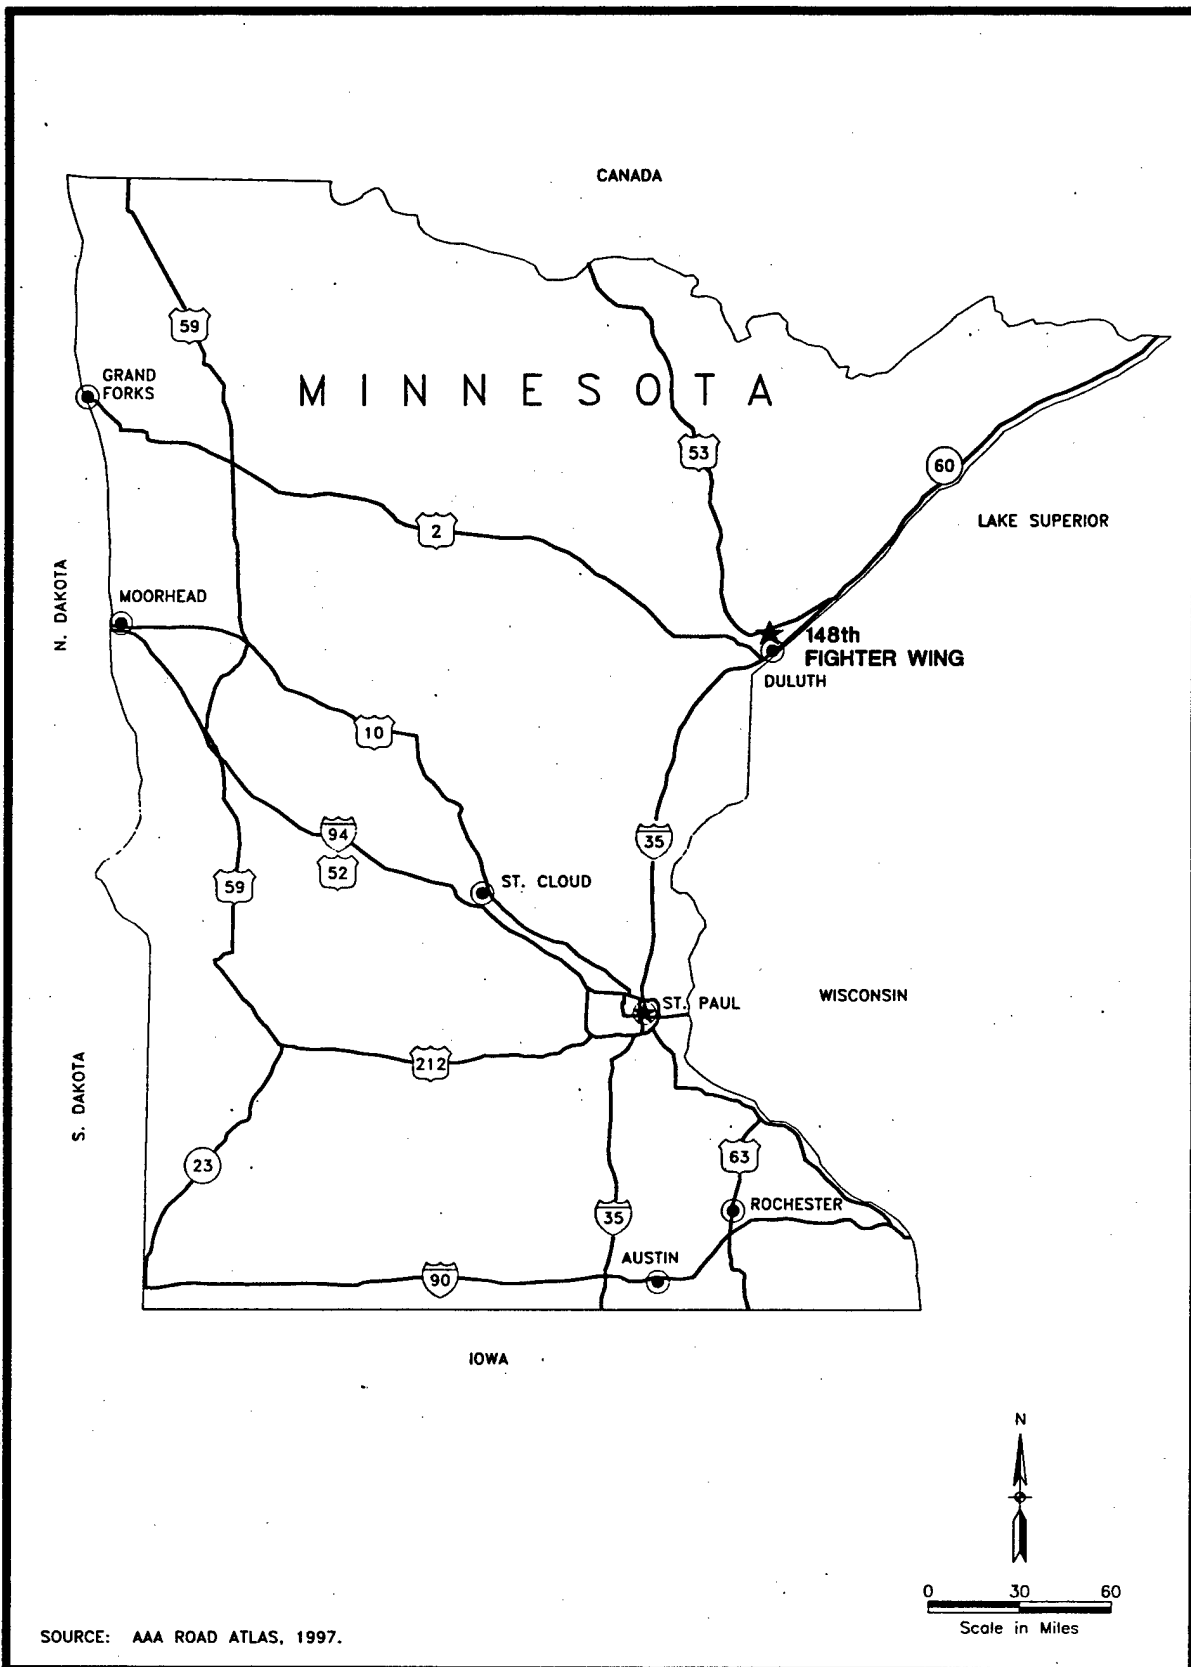 CANADA
59
GRAND
FORKS
MINNESOTA
53
60
2
LAKE SUPERIOR
N. DAKOTA
MOORHEAD
148th
FIGHTER WING
DULUTH
10
94
52
35
59
ST. CLOUD
ST. PAUL
WISCONSIN
S. DAKOTA
212
23
63
35
ROCHESTER
AUSTIN
90
IOWA
N
0 30 60
Scale in Miles
SOURCE: AAA ROAD ATLAS, 1997.